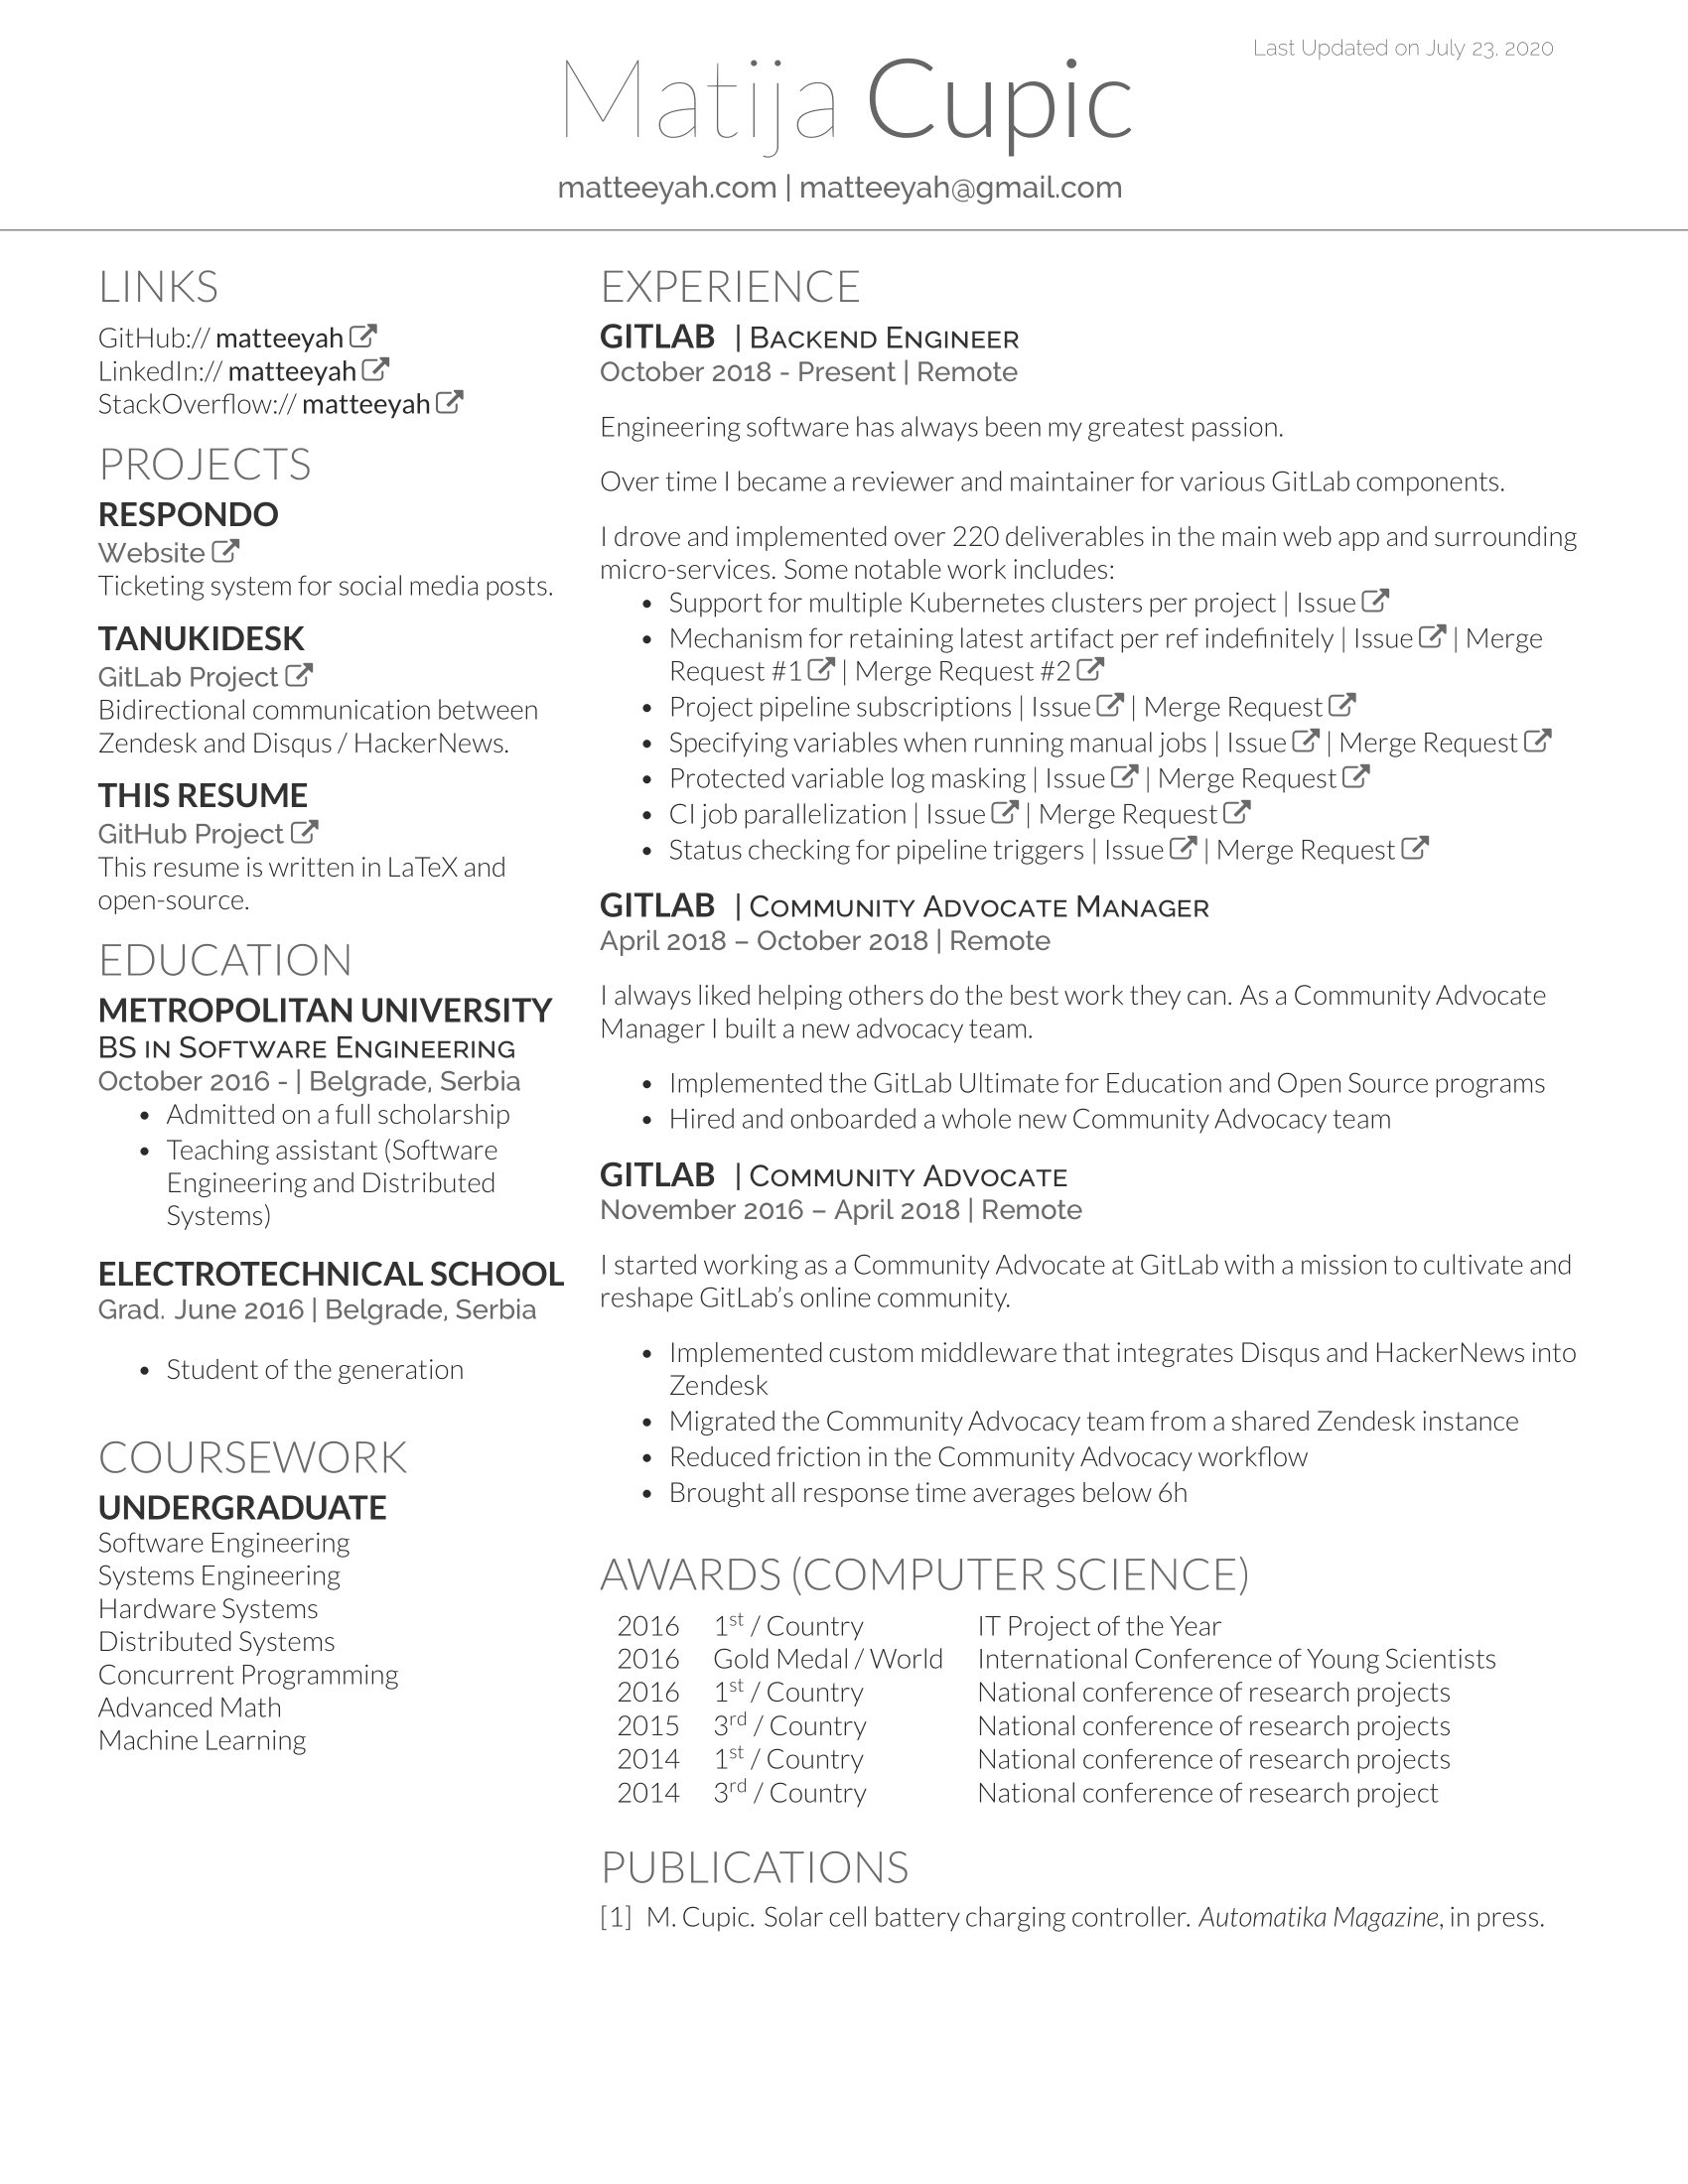 Last Updated on July 23, 2020
Matija Cupic
matteeyah.com | matteeyah@gmail.com
LINKS
GitHub:// matteeyah
LinkedIn:// matteeyah
StackOverflow:// matteeyah
PROJECTS
RESPONDO
Website
Ticketing system for social media posts.
TANUKIDESK
GitLab Project
Bidirectional communication between
Zendesk and Disqus / HackerNews.
THIS RESUME
GitHub Project
This resume is written in LaTeX and
open-source.
EDUCATION
METROPOLITAN UNIVERSITY
BS in Software Engineering
October 2016 - | Belgrade, Serbia
• Admitted on a full scholarship
• Teaching assistant (Software
Engineering and Distributed
Systems)
ELECTROTECHNICAL SCHOOL
Grad. June 2016 | Belgrade, Serbia
• Student of the generation
COURSEWORK
UNDERGRADUATE
Software Engineering
Systems Engineering
Hardware Systems
Distributed Systems
Concurrent Programming
Advanced Math
Machine Learning
EXPERIENCE
GITLAB | Backend Engineer
October 2018 - Present | Remote
Engineering software has always been my greatest passion.
Over time I became a reviewer and maintainer for various GitLab components.
I drove and implemented over 220 deliverables in the main web app and surrounding
micro-services. Some notable work includes:
• Support for multiple Kubernetes clusters per project | Issue
• Mechanism for retaining latest artifact per ref indefinitely | Issue | Merge
Request #1 | Merge Request #2
• Project pipeline subscriptions | Issue | Merge Request
• Specifying variables when running manual jobs | Issue | Merge Request
• Protected variable log masking | Issue | Merge Request
• CI job parallelization | Issue | Merge Request
• Status checking for pipeline triggers | Issue | Merge Request
GITLAB | Community Advocate Manager
April 2018 – October 2018 | Remote
I always liked helping others do the best work they can. As a Community Advocate
Manager I built a new advocacy team.
• Implemented the GitLab Ultimate for Education and Open Source programs
• Hired and onboarded a whole new Community Advocacy team
GITLAB | Community Advocate
November 2016 – April 2018 | Remote
I started working as a Community Advocate at GitLab with a mission to cultivate and
reshape GitLab's online community.
• Implemented custom middleware that integrates Disqus and HackerNews into
Zendesk
• Migrated the Community Advocacy team from a shared Zendesk instance
• Reduced friction in the Community Advocacy workflow
• Brought all response time averages below 6h
AWARDS (COMPUTER SCIENCE)
2016 1st / Country IT Project of the Year
2016 Gold Medal / World International Conference of Young Scientists
2016 1st / Country National conference of research projects
2015 3rd / Country National conference of research projects
2014 1st / Country National conference of research projects
2014 3rd / Country National conference of research project
PUBLICATIONS
[1] M. Cupic. Solar cell battery charging controller. Automatika Magazine, in press.